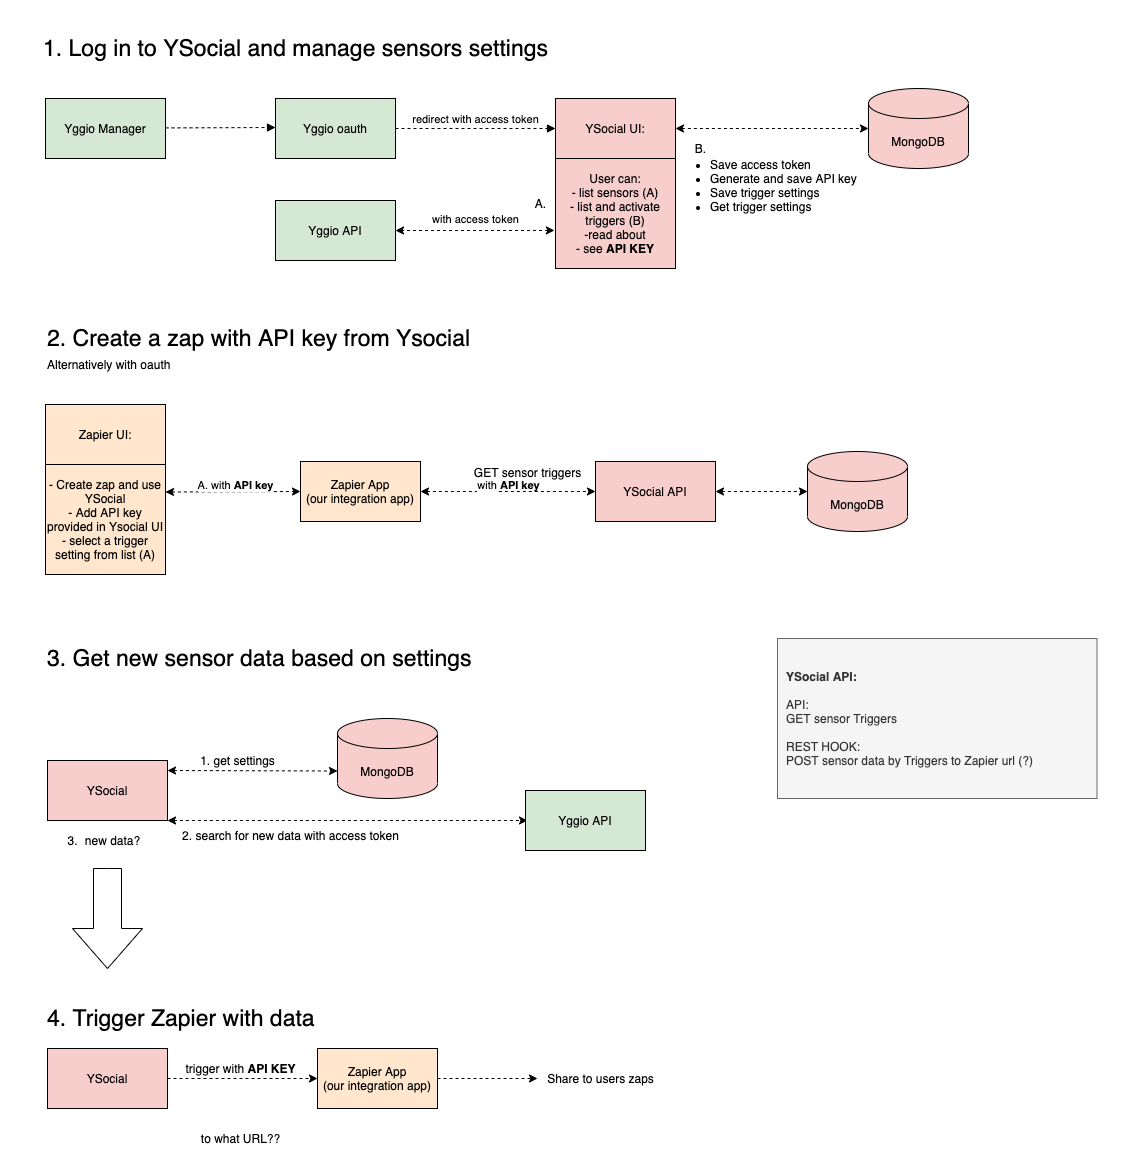 1. Log in to YSocial and manage sensors settings
Yggio Manager
Yggio oauth
redirect with access token
YSocial UI:
MongoDB
User can:
- list sensors (A)
- list and activate
triggers (B)
-read about
- see API KEY
A.
B.
• Save access token
• Generate and save API key
• Save trigger settings
• Get trigger settings
Yggio API
with access token
2. Create a zap with API key from Ysocial
Alternatively with oauth
Zapier UI:
- Create zap and use
YSocial
- Add API key
provided in Ysocial UI
- select a trigger
setting from list (A)
A. with API key
Zapier App
(our integration app)
GET sensor triggers
with API key
YSocial API
MongoDB
3. Get new sensor data based on settings
YSocial
1. get settings
MongoDB
2. search for new data with access token
Yggio API
3. new data?
YSocial API:
API:
GET sensor Triggers
REST HOOK:
POST sensor data by Triggers to Zapier url (?)
4. Trigger Zapier with data
YSocial
trigger with API KEY
Zapier App
(our integration app)
Share to users zaps
to what URL??